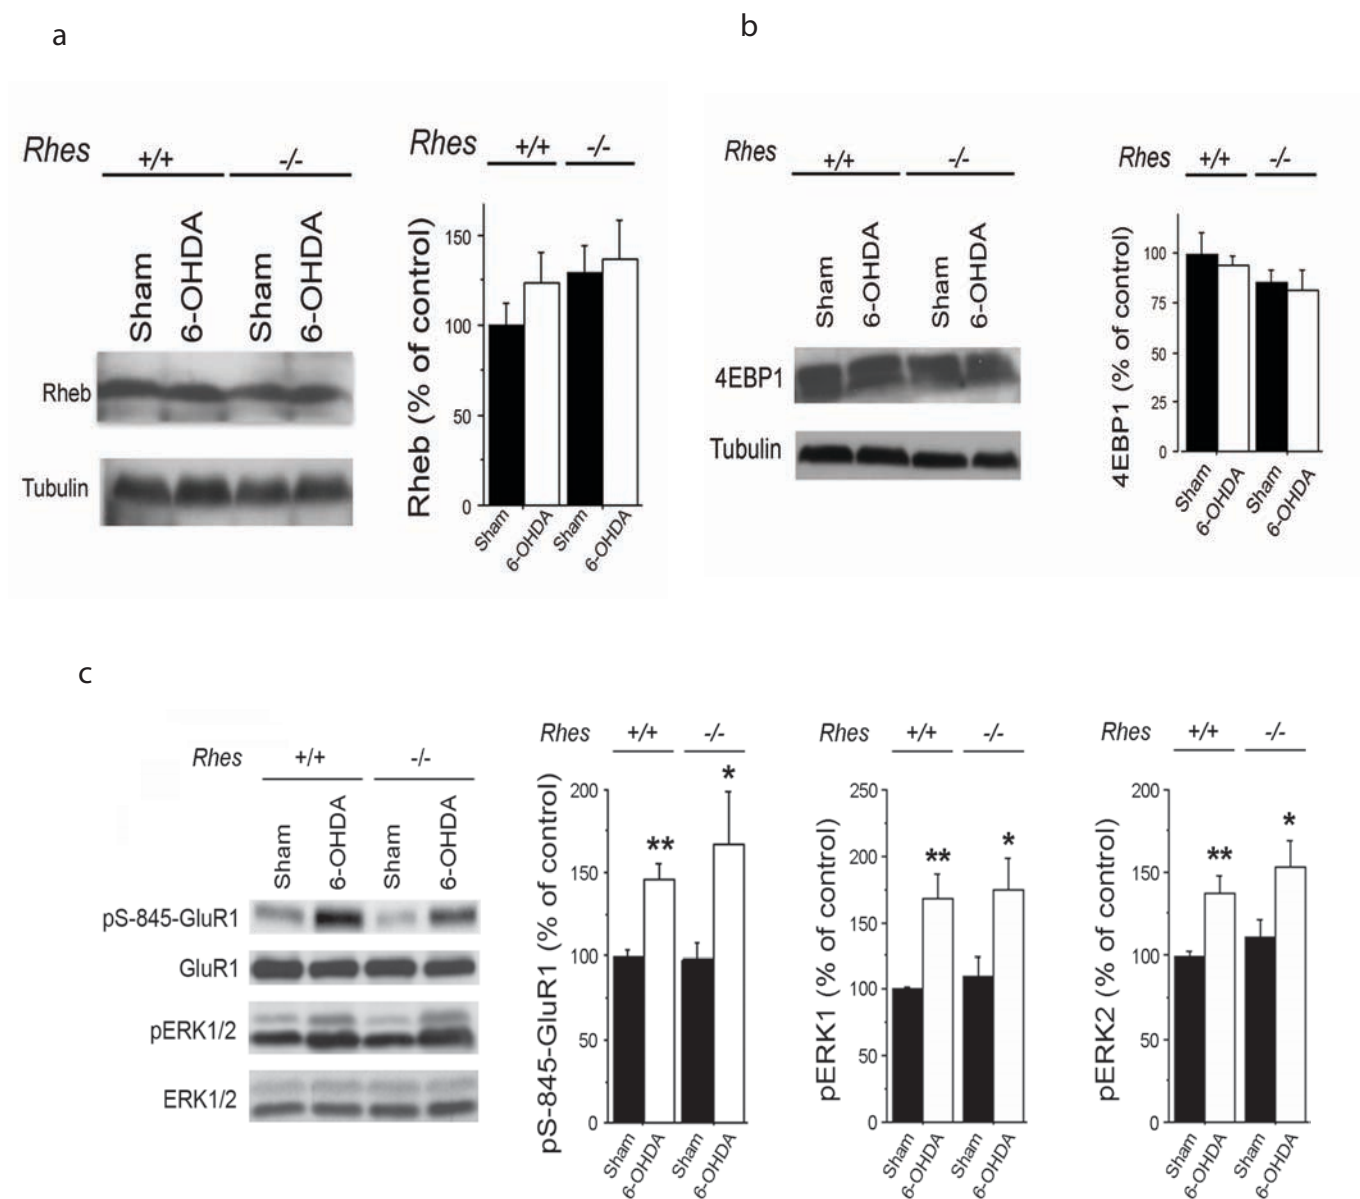 a
Rhes +/+ -/-
Sham 6-OHDA Sham 6-OHDA
Rheb
Tubulin
Rhes +/+ -/-
Rheb (% of control)
150
100
50
0
Sham 6-OHDA Sham 6-OHDA
b
Rhes +/+ -/-
Sham 6-OHDA Sham 6-OHDA
4EBP1
Tubulin
Rhes +/+ -/-
4EBP1 (% of control)
100
75
50
25
0
Sham 6-OHDA Sham 6-OHDA
c
Rhes +/+ -/-
Sham 6-OHDA Sham 6-OHDA
pS-845-GluR1
GluR1
pERK1/2
ERK1/2
Rhes +/+ -/-
pS-845-GluR1 (% of control)
200
150
100
50
0
** *
Sham 6-OHDA Sham 6-OHDA
Rhes +/+ -/-
pERK1 (% of control)
250
200
150
100
50
0
** *
Sham 6-OHDA Sham 6-OHDA
Rhes +/+ -/-
pERK2 (% of control)
200
150
100
50
0
** *
Sham 6-OHDA Sham 6-OHDA